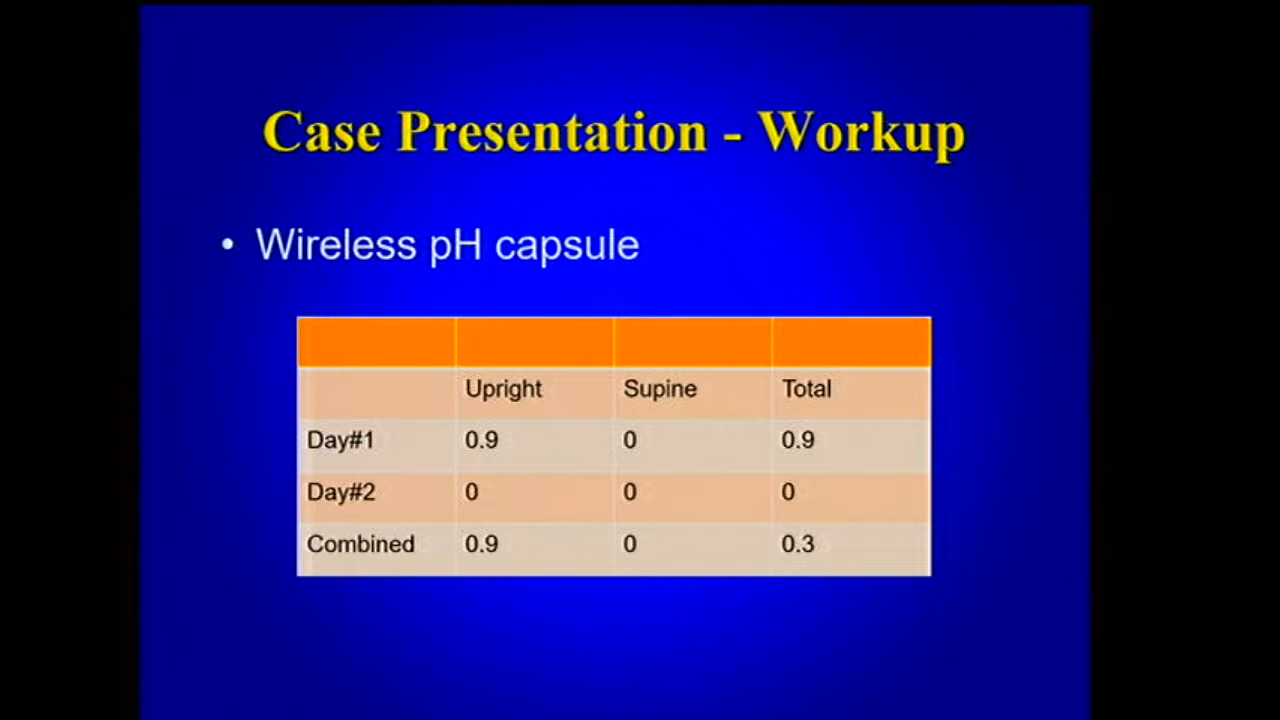 Case Presentation - Workup
• Wireless pH capsule
Upright Supine Total
Day#1 0.9 0 0.9
Day#2 0 0 0
Combined 0.9 0 0.3